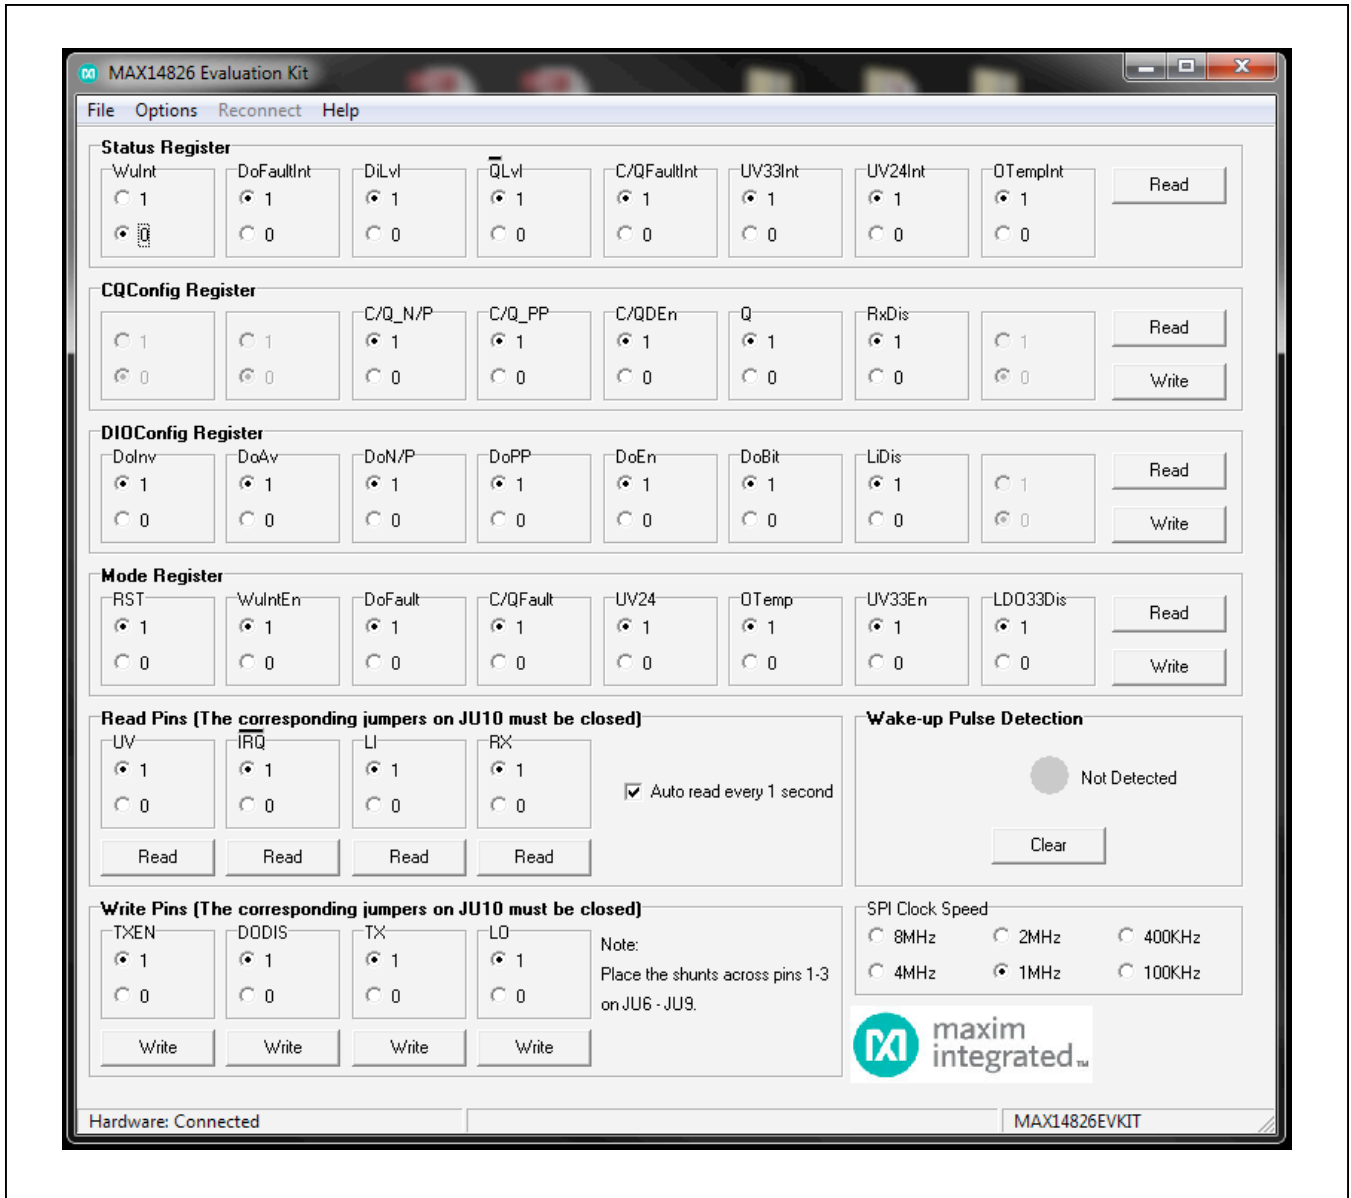 MAX14826 Evaluation Kit
File Options Reconnect Help
Status Register
WuInt DoFaultInt DiLvl QLvl C/QFaultInt UV33Int UV24Int OTempInt
1 1 1 1 1 1 1 1 Read
0 0 0 0 0 0 0 0
CQConfig Register
C/Q_N/P C/Q_PP C/QDEn Q RxDis
1 1 1 1 1 1 1 1 Read
0 0 0 0 0 0 0 0 Write
DIOConfig Register
DoInv DoAv DoN/P DoPP DoEn DoBit LiDis
1 1 1 1 1 1 1 1 Read
0 0 0 0 0 0 0 0 Write
Mode Register
RST WuIntEn DoFault C/QFault UV24 OTemp UV33En LDO33Dis
1 1 1 1 1 1 1 1 Read
0 0 0 0 0 0 0 0 Write
Read Pins (The corresponding jumpers on JU10 must be closed)
UV IRQ LI RX
1 1 1 1
0 0 0 0
Read Read Read Read
Auto read every 1 second
Wake-up Pulse Detection
Not Detected
Clear
Write Pins (The corresponding jumpers on JU10 must be closed)
TXEN DODIS TX LO
1 1 1 1
0 0 0 0
Write Write Write Write
Note:
Place the shunts across pins 1-3
on JU6 - JU9.
SPI Clock Speed
8MHz 2MHz 400KHz
4MHz 1MHz 100KHz
maxim
integrated™
Hardware: Connected MAX14826EVKIT